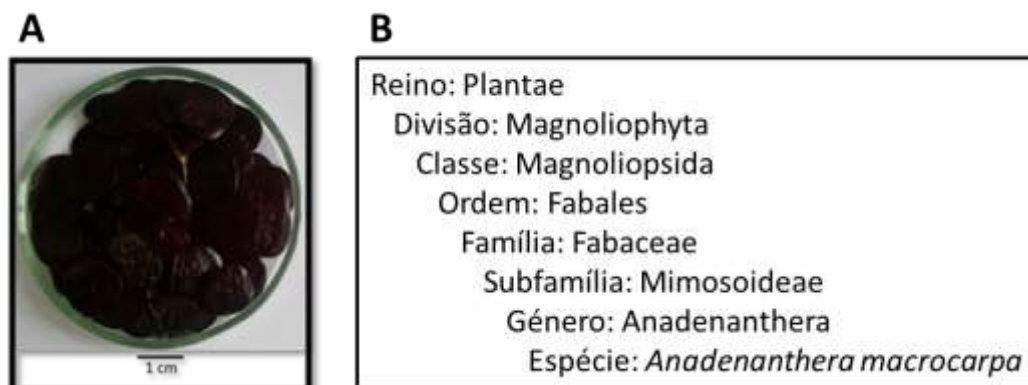 A
B
1 cm
Reino: Plantae
Divisão: Magnoliophyta
Classe: Magnoliopsida
Ordem: Fabales
Família: Fabaceae
Subfamília: Mimosoideae
Género: Anadenanthera
Espécie: Anadenanthera macrocarpa